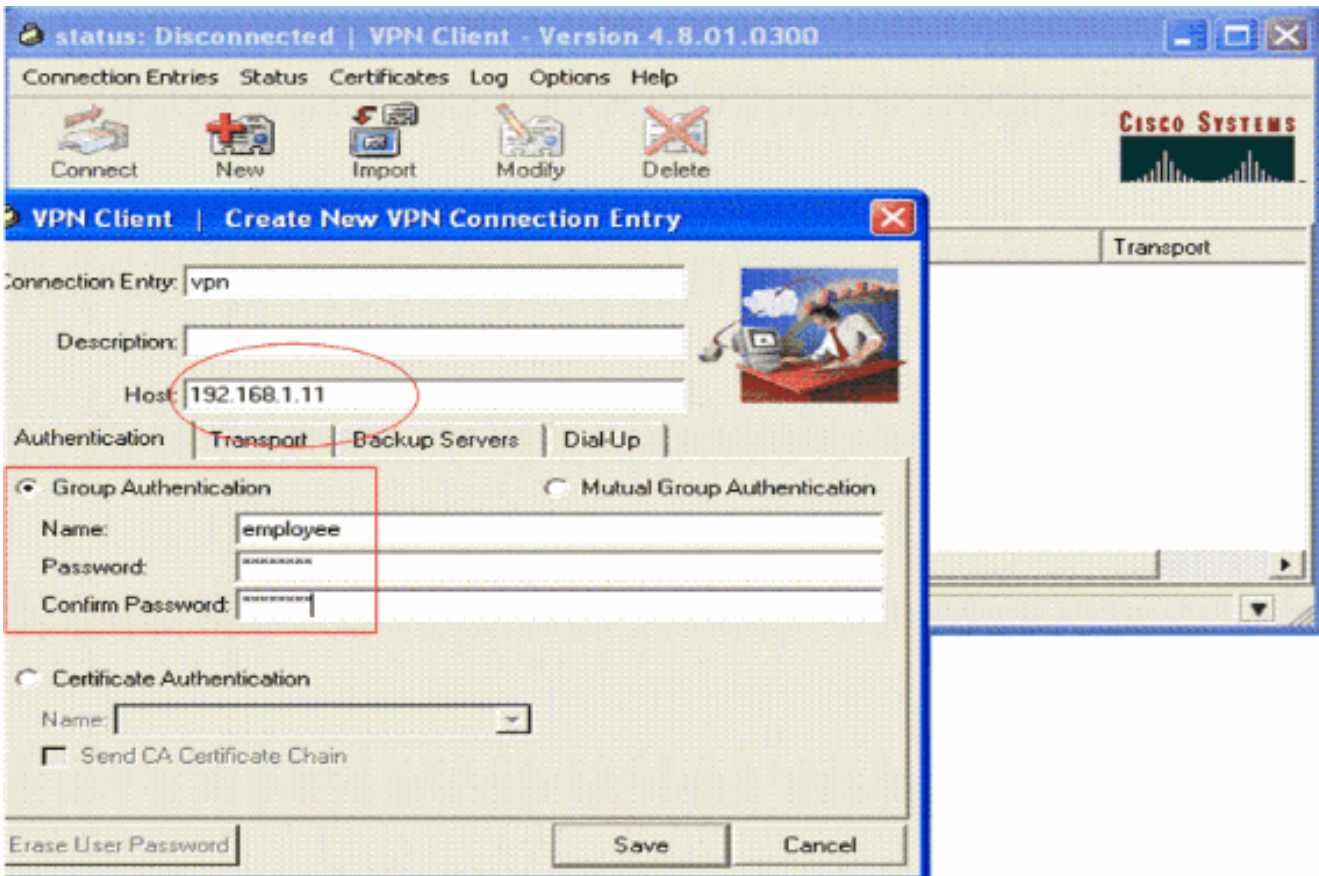 status: Disconnected | VPN Client - Version 4.8.01.0300
Connection Entries Status Certificates Log Options Help
Connect New Import Modify Delete
CISCO SYSTEMS
VPN Client | Create New VPN Connection Entry
Transport
Connection Entry: vpn
Description:
Host: 192.168.1.11
Authentication Transport Backup Servers Dial-Up
Group Authentication Mutual Group Authentication
Name: employee
Password: ********
Confirm Password: ********
Certificate Authentication
Name:
Send CA Certificate Chain
Erase User Password Save Cancel